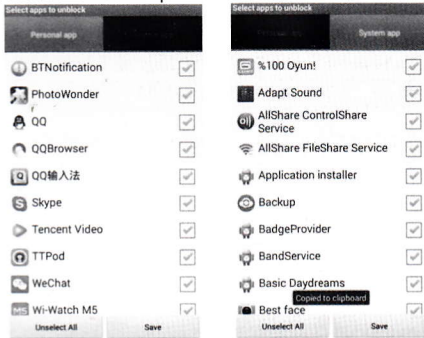 Select apps to unblock
Personal app
BTNotification
PhotoWonder
QQ
QQBrowser
QQ输入法
Skype
Tencent Video
TTPod
WeChat
Wi-Watch M5
Unselect All
Save
Select apps to unblock
System app
%100 Oyun!
Adapt Sound
AllShare ControlShare
Service
AllShare FileShare Service
Application installer
Backup
BadgeProvider
BandService
Basic Daydreams
Copied to clipboard
Best face
Unselect All
Save